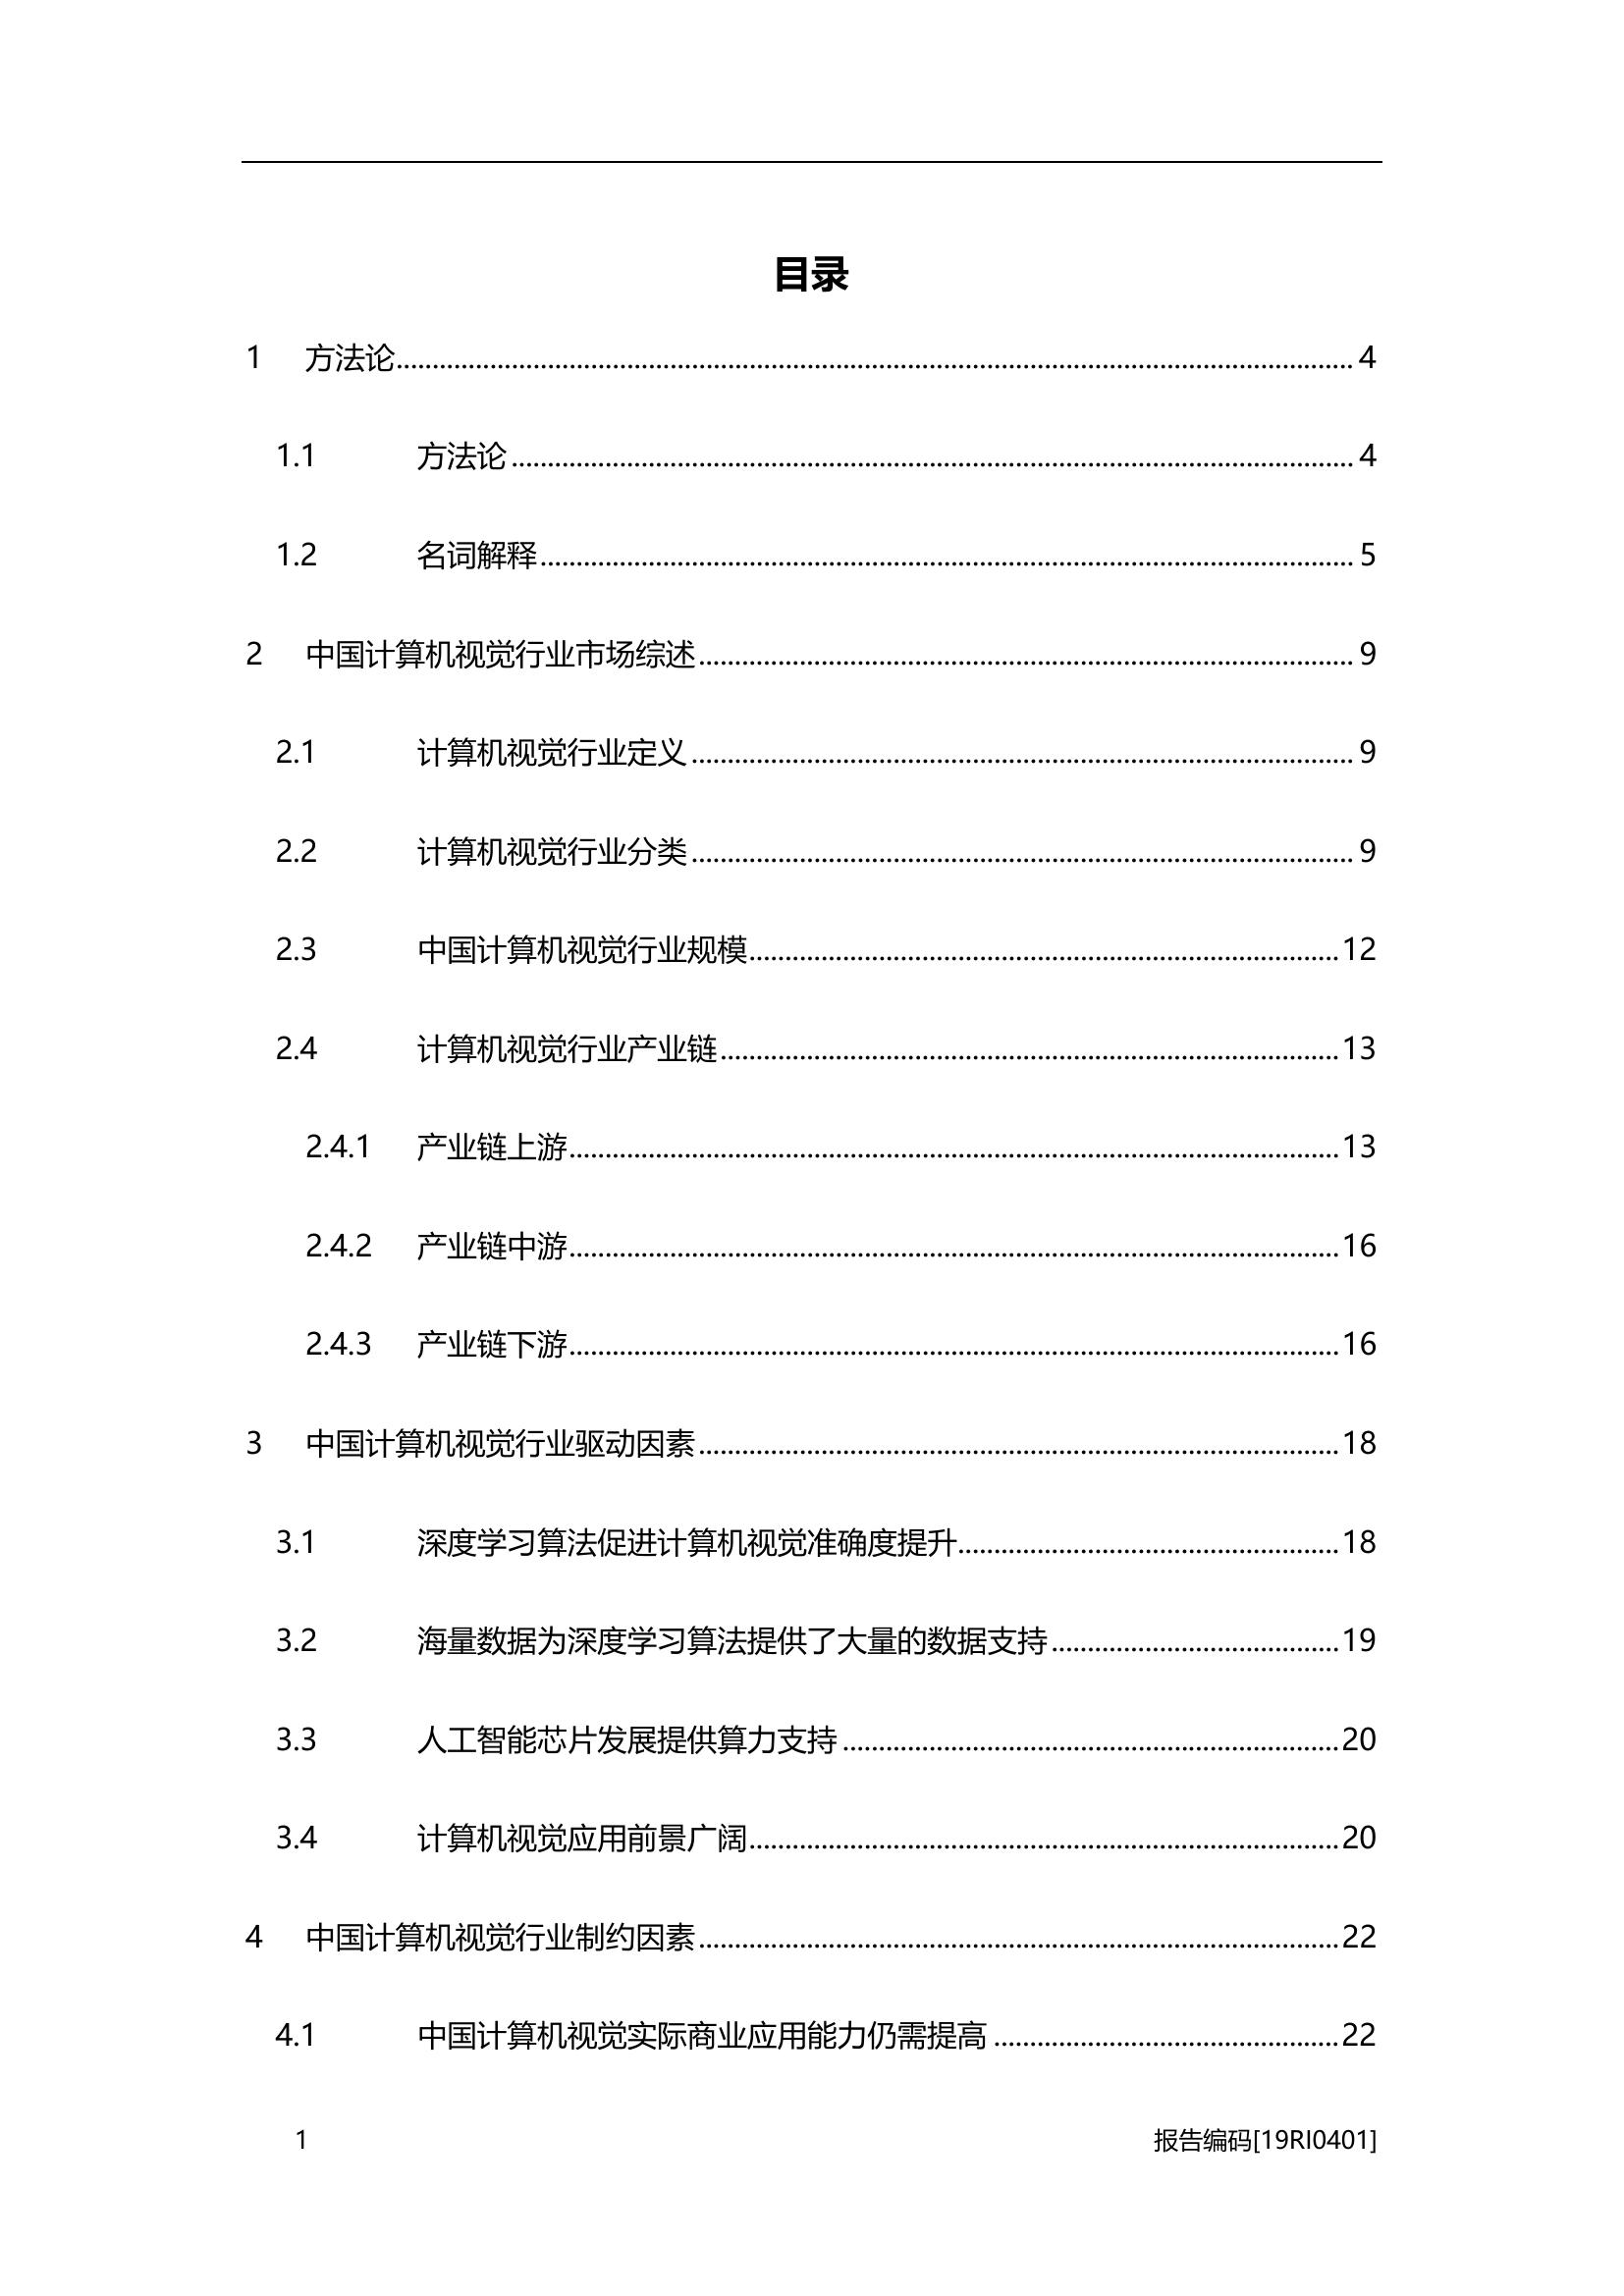 目录
1 方法论 4
1.1 方法论 4
1.2 名词解释 5
2 中国计算机视觉行业市场综述 9
2.1 计算机视觉行业定义 9
2.2 计算机视觉行业分类 9
2.3 中国计算机视觉行业规模 12
2.4 计算机视觉行业产业链 13
2.4.1 产业链上游 13
2.4.2 产业链中游 16
2.4.3 产业链下游 16
3 中国计算机视觉行业驱动因素 18
3.1 深度学习算法促进计算机视觉准确度提升 18
3.2 海量数据为深度学习算法提供了大量的数据支持 19
3.3 人工智能芯片发展提供算力支持 20
3.4 计算机视觉应用前景广阔 20
4 中国计算机视觉行业制约因素 22
4.1 中国计算机视觉实际商业应用能力仍需提高 22
1 报告编码[19RI0401]